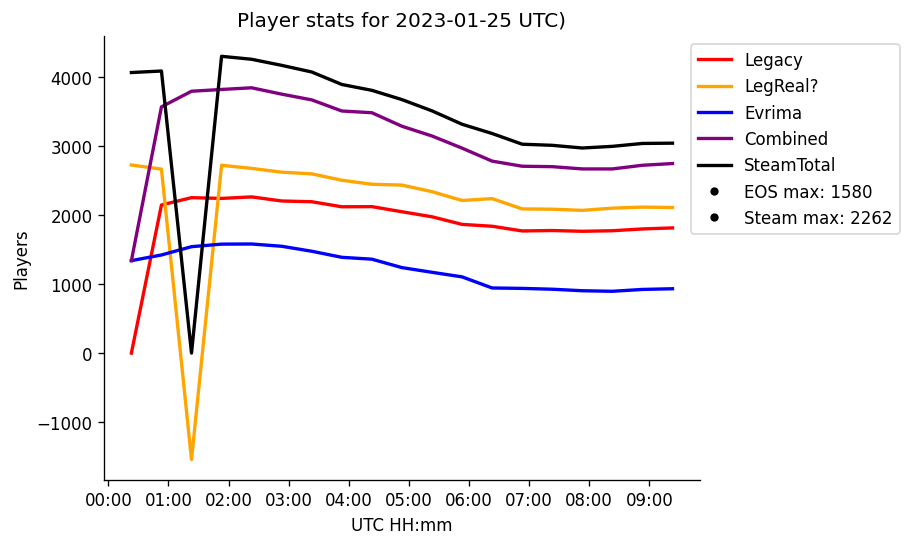 Player stats for 2023-01-25 UTC)
Legacy
LegReal?
Evrima
Combined
SteamTotal
EOS max: 1580
Steam max: 2262
Players
4000
3000
2000
1000
0
−1000
00:00 01:00 02:00 03:00 04:00 05:00 06:00 07:00 08:00 09:00
UTC HH:mm